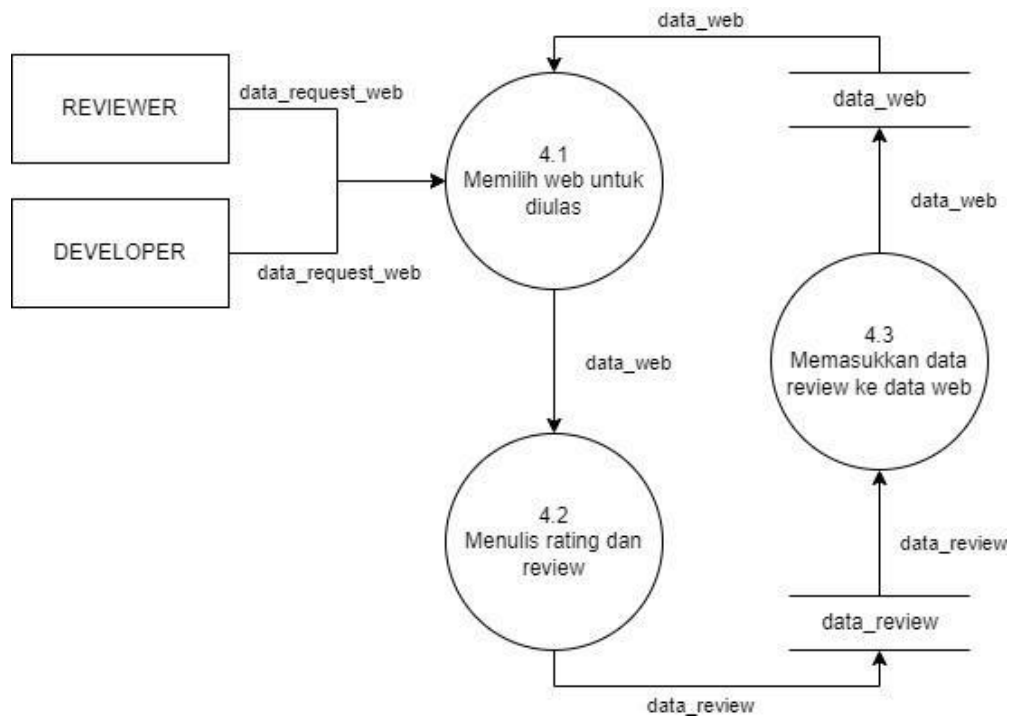 data_web
REVIEWER
data_request_web
data_web
4.1
Memilih web untuk
diulas
DEVELOPER
data_request_web
data_web
data_web
4.3
Memasukkan data
review ke data web
4.2
Menulis rating dan
review
data_review
data_review
data_review